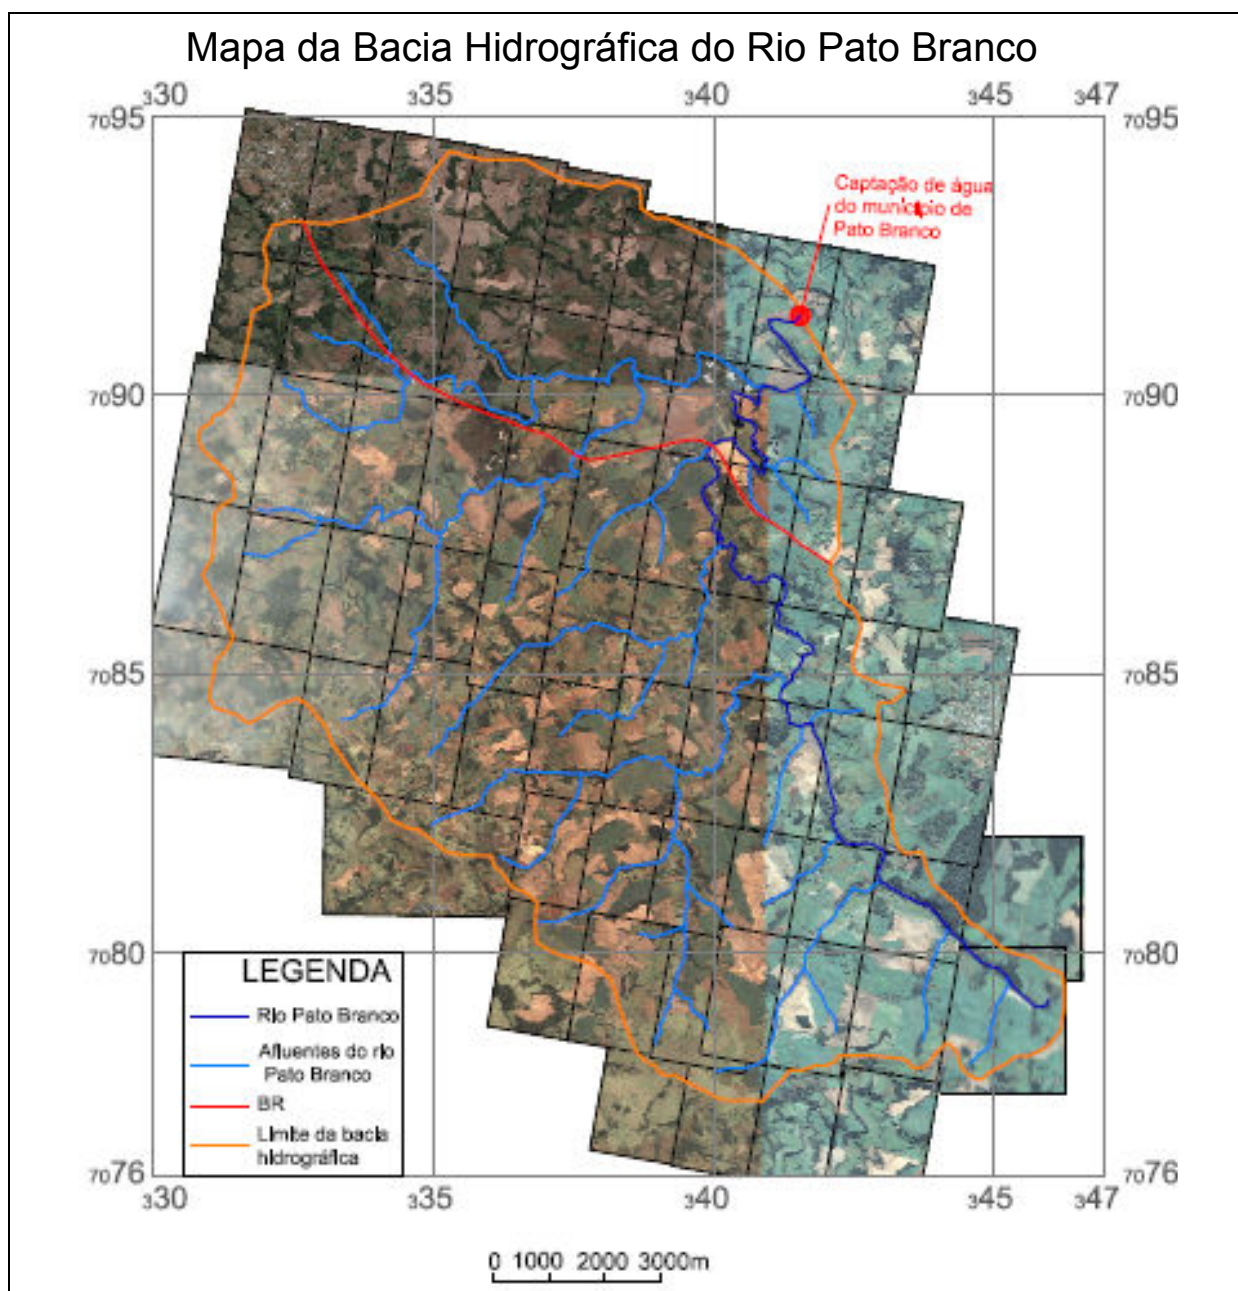 Mapa da Bacia Hidrográfica do Rio Pato Branco
330 335 340 345 347
7095 7095
Captação de água
do município de
Pato Branco
7090 7090
7085 7085
7080 7080
LEGENDA
Rio Pato Branco
Afluentes do rio
Pato Branco
BR
Limite da bacia
hidrográfica
7076 7076
330 335 340 345 347
0 1000 2000 3000m